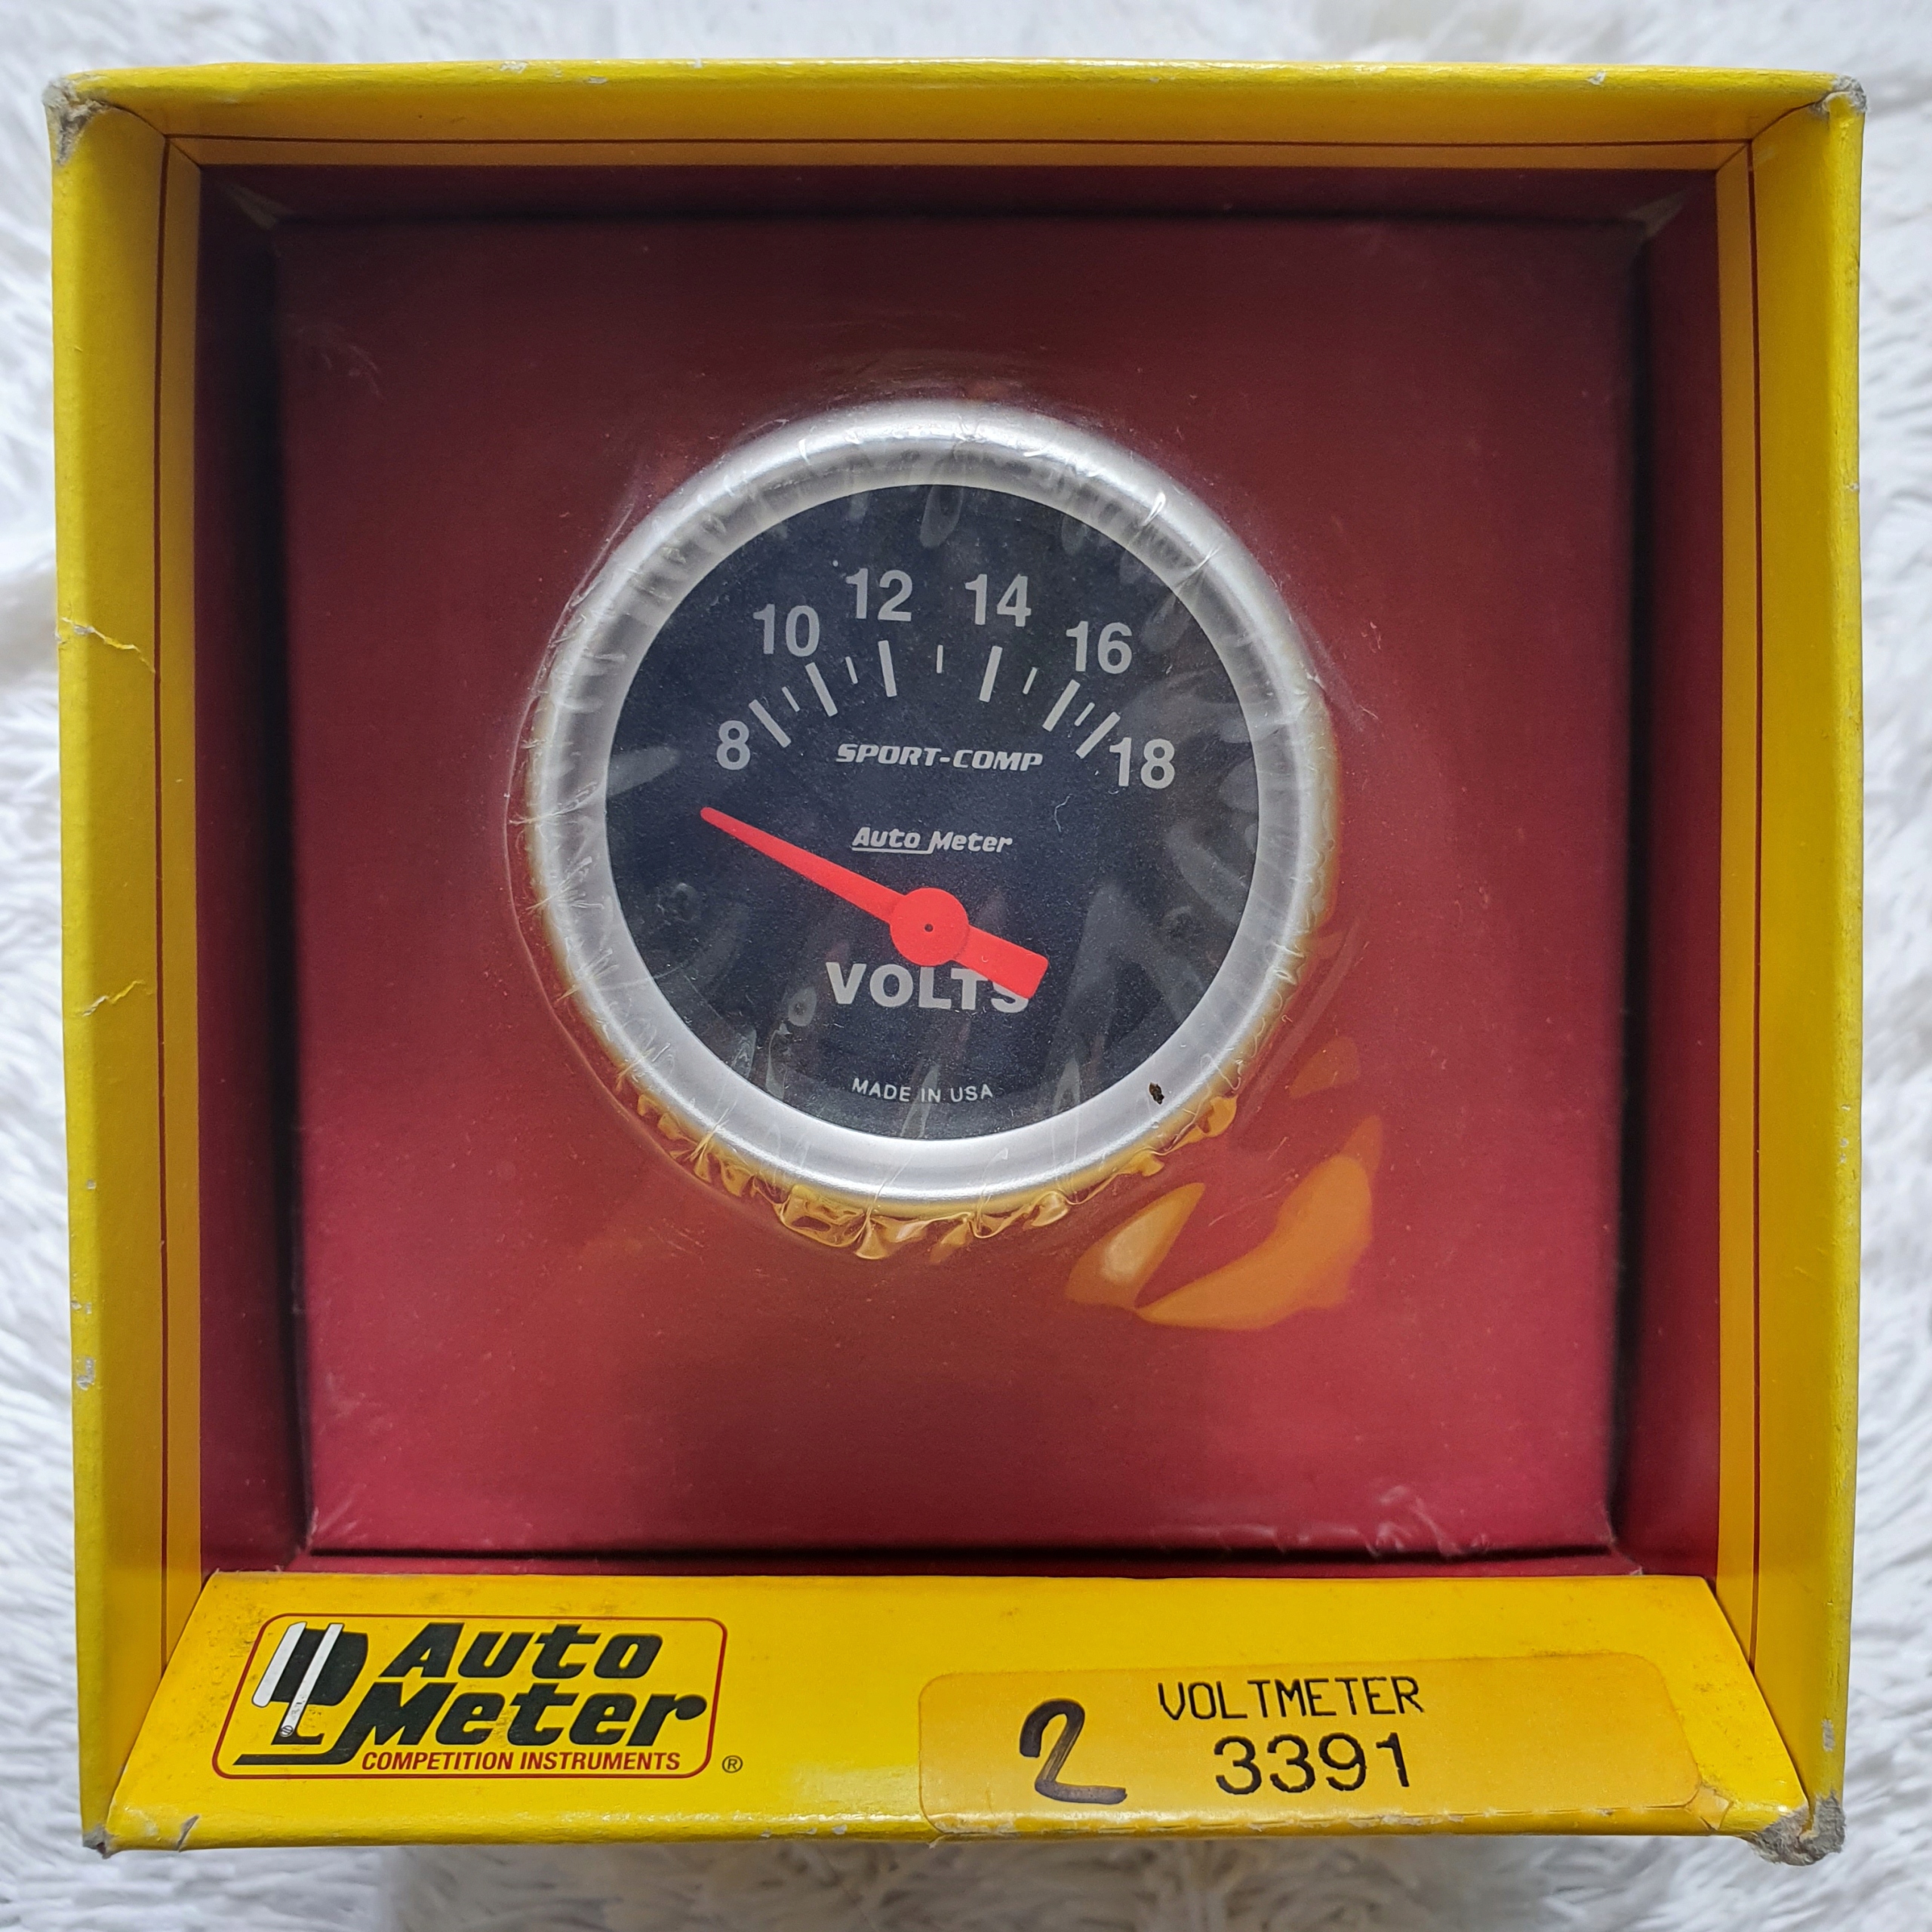 12 14
10 16
8 18
SPORT-COMP
Auto Meter
VOLTS
MADE IN USA
Auto
Meter
COMPETITION INSTRUMENTS ®
2 VOLTMETER
3391